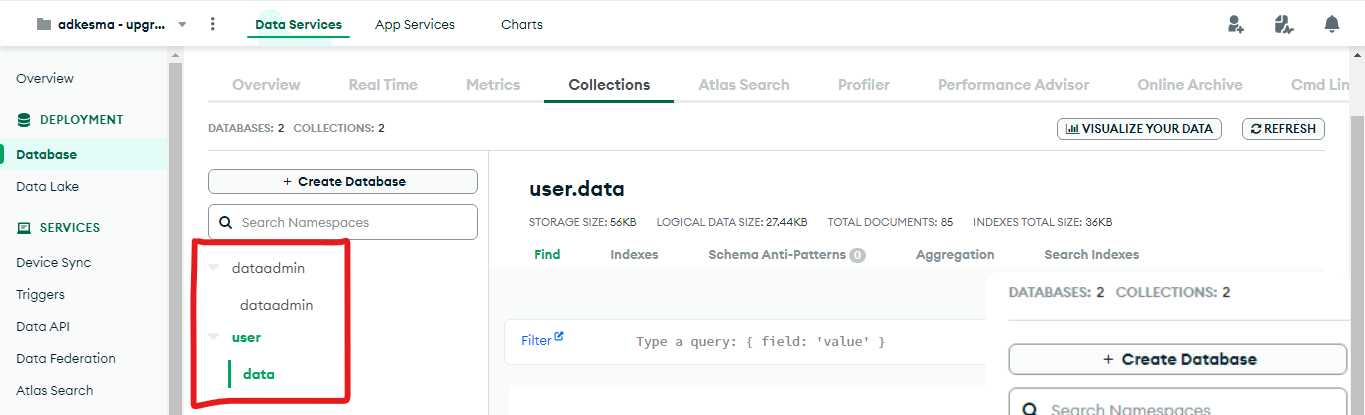 adkesma - upgr...
Data Services
App Services
Charts
Overview
DEPLOYMENT
Database
Data Lake
SERVICES
Device Sync
Triggers
Data API
Data Federation
Atlas Search
Overview
Real Time
Metrics
Collections
Atlas Search
Profiler
Performance Advisor
Online Archive
Cmd Lin
DATABASES: 2 COLLECTIONS: 2
VISUALIZE YOUR DATA
REFRESH
+ Create Database
Search Namespaces
dataadmin
dataadmin
user
data
user.data
STORAGE SIZE: 56KB
LOGICAL DATA SIZE: 27.44KB
TOTAL DOCUMENTS: 85
INDEXES TOTAL SIZE: 36KB
Find
Indexes
Schema Anti-Patterns 0
Aggregation
Search Indexes
Filter
Type a query: { field: 'value' }
DATABASES: 2 COLLECTIONS: 2
+ Create Database
Search Namespaces